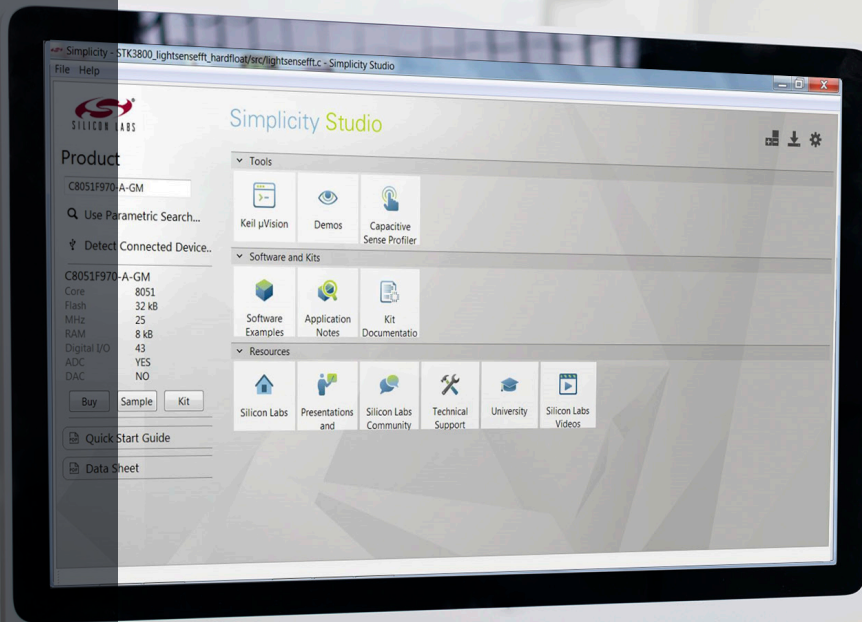 Simplicity - STK3800_lightsensefft_hardfloat/src/lightsensefft.c - Simplicity Studio
File Help
SILICON LABS
Simplicity Studio
Product
C8051F970-A-GM
Use Parametric Search...
Detect Connected Device..
C8051F970-A-GM
Core 8051
Flash 32 kB
MHz 25
RAM 8 kB
Digital I/O 43
ADC YES
DAC NO
Buy Sample Kit
Quick Start Guide
Data Sheet
Tools
Keil µVision
Demos
Capacitive
Sense Profiler
Software and Kits
Software
Examples
Application
Notes
Kit
Documentatio
Resources
Silicon Labs
Presentations
and
Silicon Labs
Community
Technical
Support
University
Silicon Labs
Videos